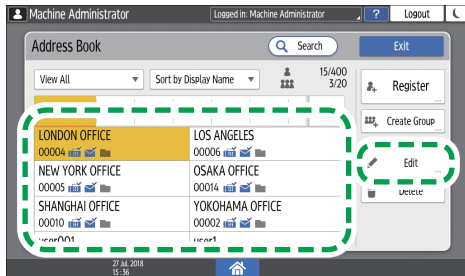 Machine Administrator
Logged in: Machine Administrator
?
Logout
Address Book
Search
Exit
View All
Sort by Display Name
15/400
3/20
Register
Create Group
LONDON OFFICE
00004
LOS ANGELES
00006
NEW YORK OFFICE
00005
OSAKA OFFICE
00014
SHANGHAI OFFICE
00010
YOKOHAMA OFFICE
00002
user001
user1
Edit
Delete
27 Jul. 2018
15:36